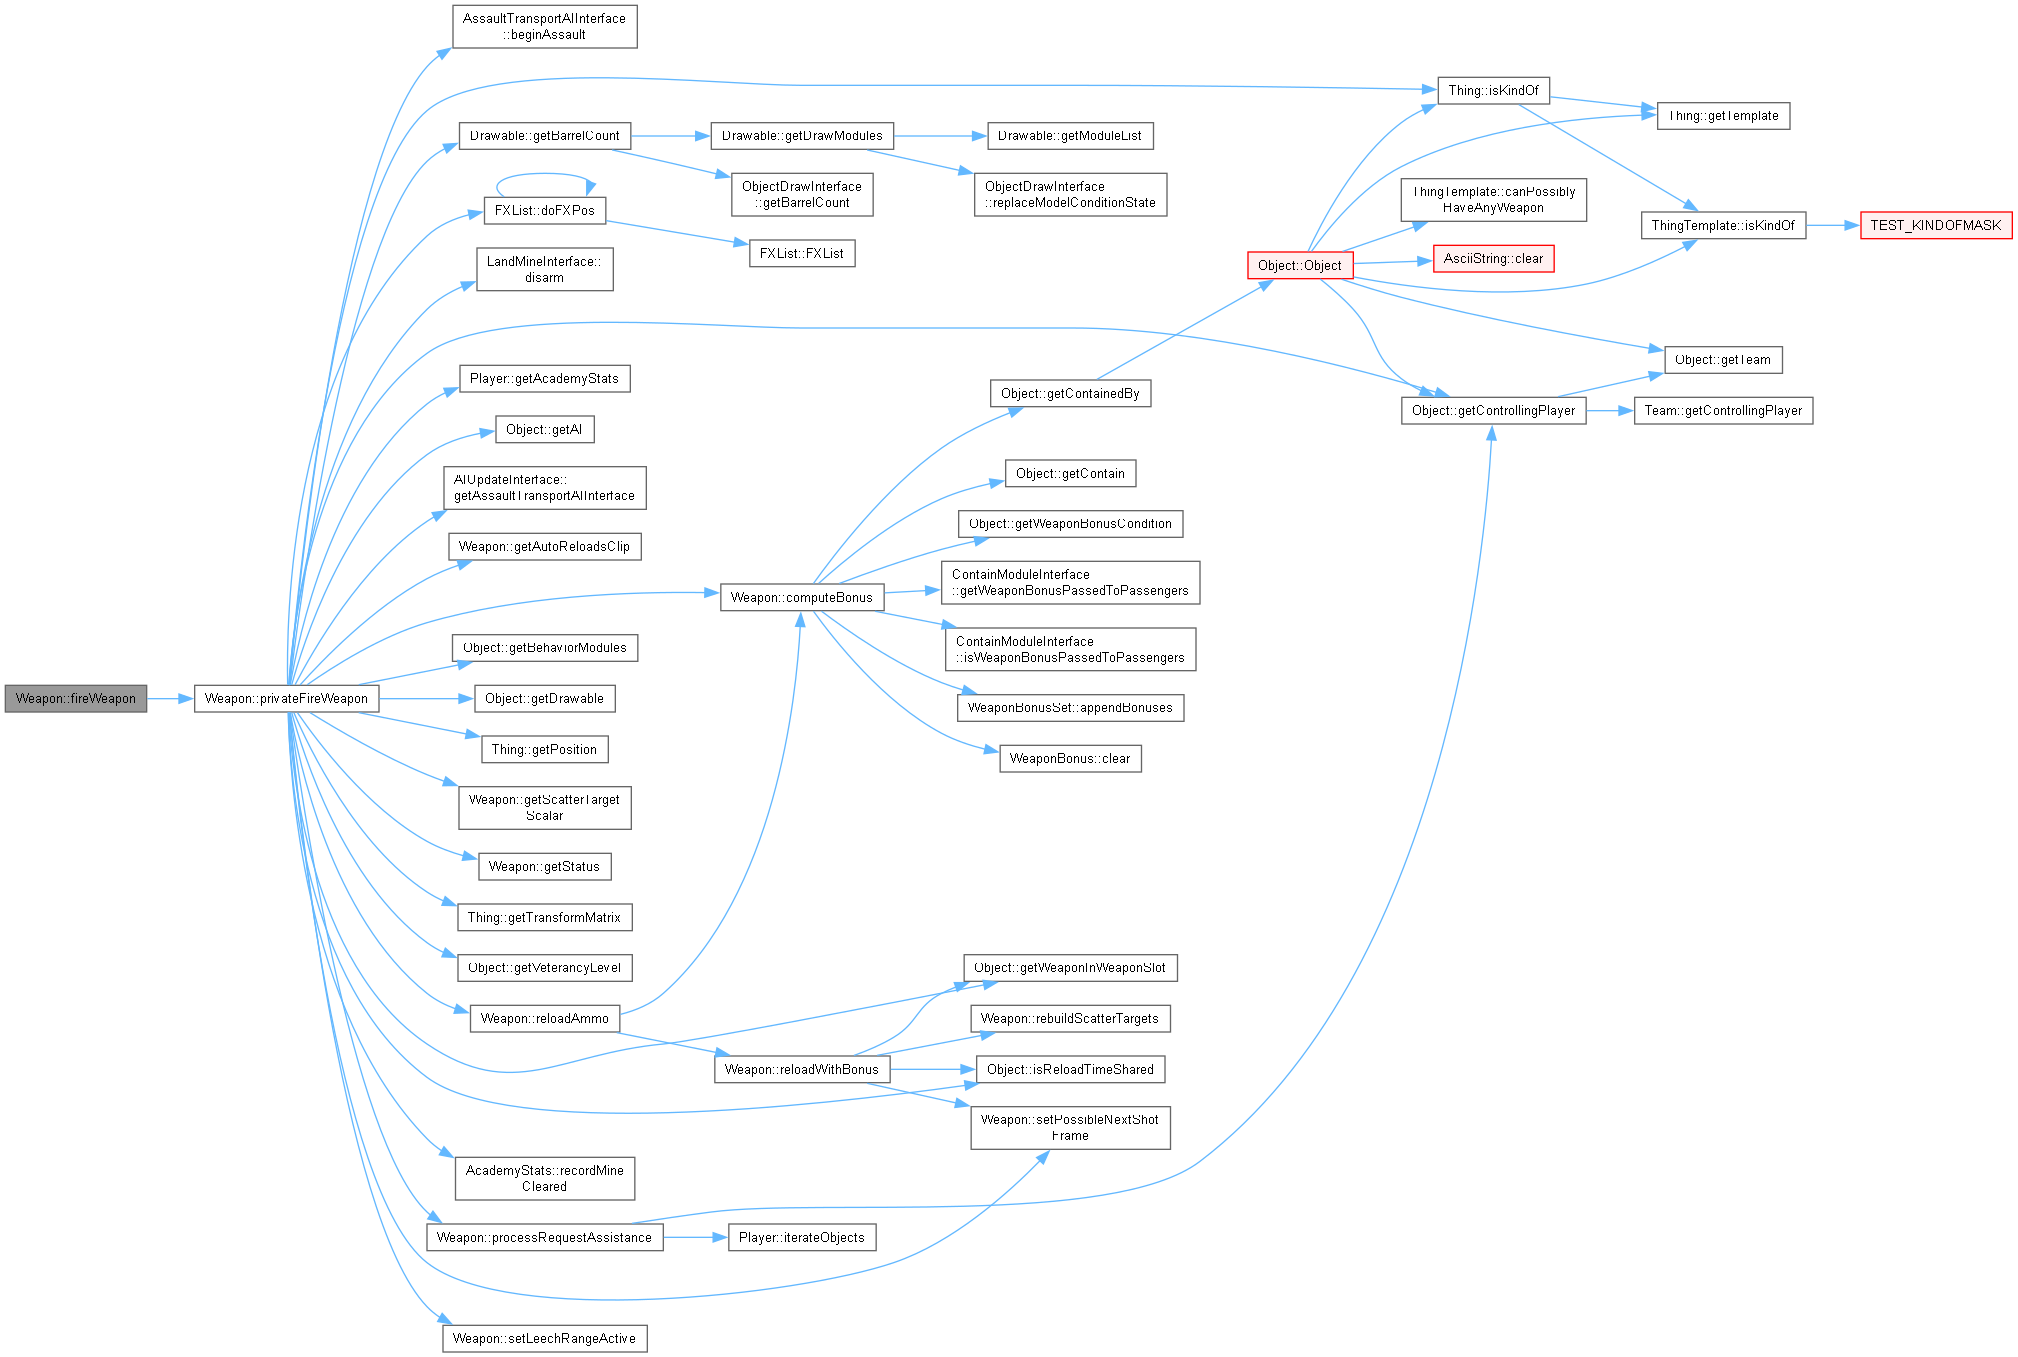 AssaultTransportAIInterface
::beginAssault
Thing::isKindOf
Thing::getTemplate
Drawable::getBarrelCount
Drawable::getDrawModules
Drawable::getModuleList
ObjectDrawInterface
::getBarrelCount
ObjectDrawInterface
::replaceModelConditionState
ThingTemplate::canPossibly
HaveAnyWeapon
FXList::doFXPos
FXList::FXList
ThingTemplate::isKindOf
TEST_KINDOFMASK
LandMineInterface::
disarm
Object::Object
AsciiString::clear
Player::getAcademyStats
Object::getContainedBy
Object::getTeam
Object::getControllingPlayer
Team::getControllingPlayer
Object::getAI
AIUpdateInterface::
getAssaultTransportAIInterface
Object::getContain
Object::getWeaponBonusCondition
Weapon::getAutoReloadsClip
ContainModuleInterface
::getWeaponBonusPassedToPassengers
Weapon::computeBonus
Object::getBehaviorModules
ContainModuleInterface
::isWeaponBonusPassedToPassengers
Weapon::fireWeapon
Weapon::privateFireWeapon
Object::getDrawable
WeaponBonusSet::appendBonuses
Thing::getPosition
WeaponBonus::clear
Weapon::getScatterTarget
Scalar
Weapon::getStatus
Thing::getTransformMatrix
Object::getVeterancyLevel
Object::getWeaponInWeaponSlot
Weapon::reloadAmmo
Weapon::rebuildScatterTargets
Weapon::reloadWithBonus
Object::isReloadTimeShared
Weapon::setPossibleNextShot
Frame
AcademyStats::recordMine
Cleared
Weapon::processRequestAssistance
Player::iterateObjects
Weapon::setLeechRangeActive